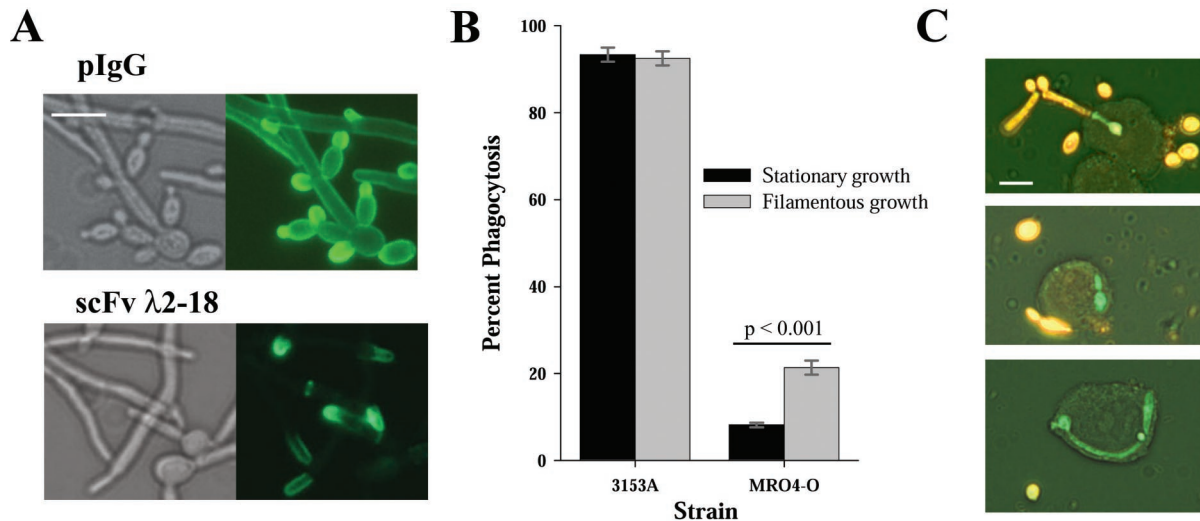 A
pIgG
scFv λ2-18
B
Percent Phagocytosis
100
80
60
40
20
0
Stationary growth
Filamentous growth
p < 0.001
3153A
MRO4-O
Strain
C